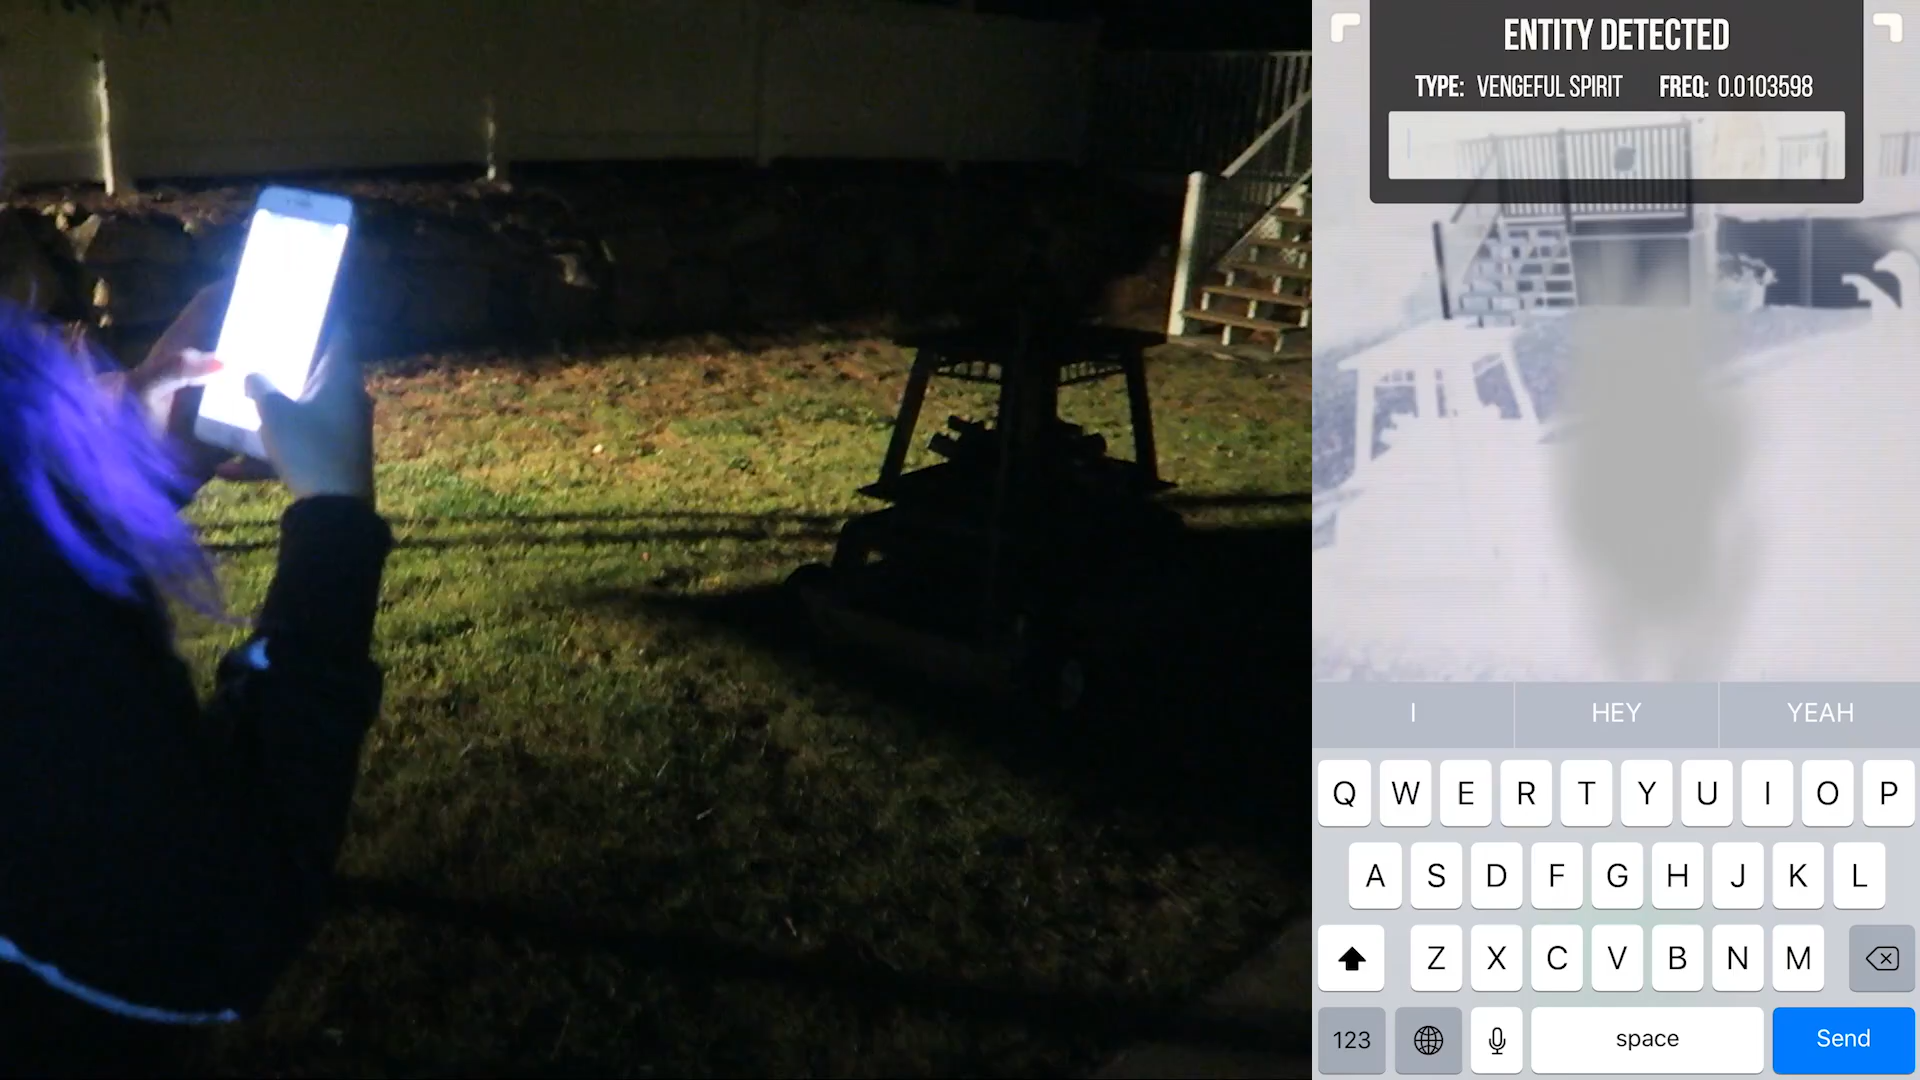 ENTITY DETECTED
TYPE: VENGEFUL SPIRIT FREQ: 0.0103598
I HEY YEAH
Q W E R T Y U I O P
A S D F G H J K L
Z X C V B N M
123 space Send